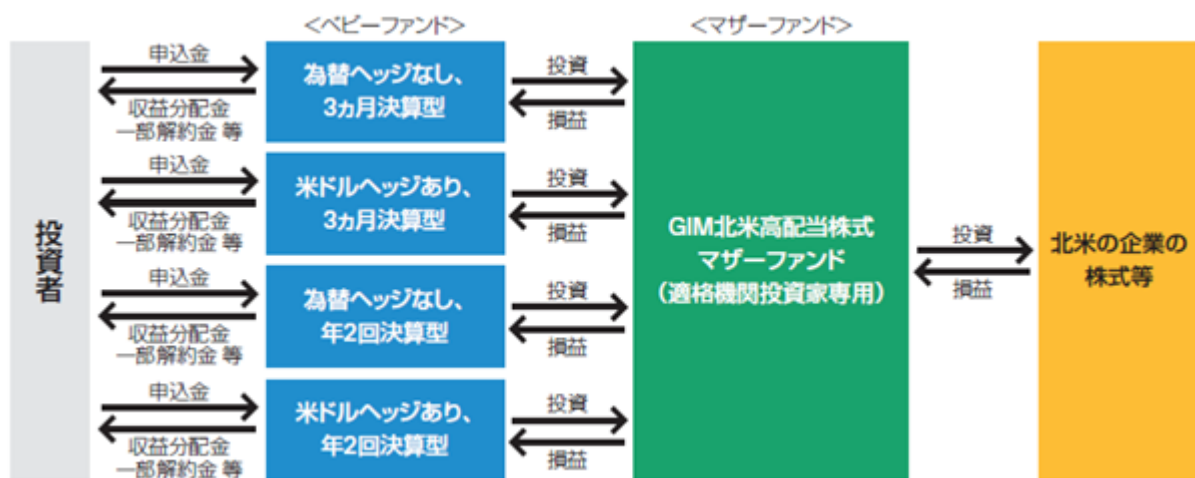 <ベビーファンド>
<マザーファンド>
投資者
申込金
収益分配金
一部解約金 等
為替ヘッジなし、
3ヵ月決算型
投資
損益
申込金
収益分配金
一部解約金 等
米ドルヘッジあり、
3ヵ月決算型
投資
損益
申込金
収益分配金
一部解約金 等
為替ヘッジなし、
年2回決算型
投資
損益
申込金
収益分配金
一部解約金 等
米ドルヘッジあり、
年2回決算型
投資
損益
GIM北米高配当株式
マザーファンド
（適格機関投資家専用）
投資
損益
北米の企業の
株式等